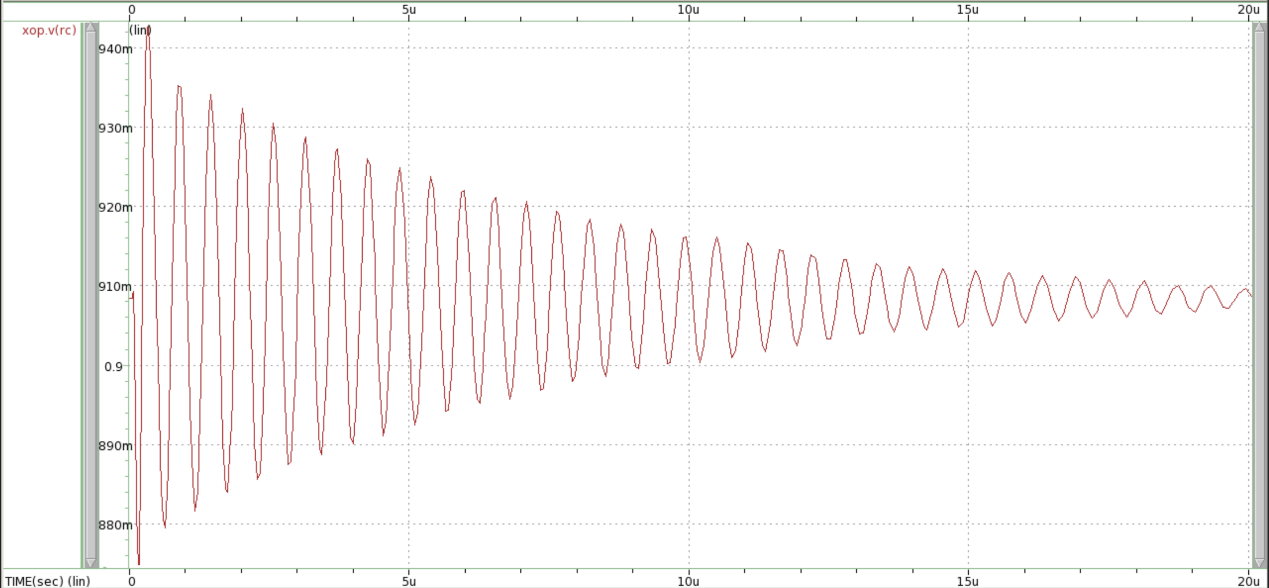 0 5u 10u 15u 20u
xop.v(rc) (lin)
940m
930m
920m
910m
0.9
890m
880m
TIME(sec) (lin) 0 5u 10u 15u 20u